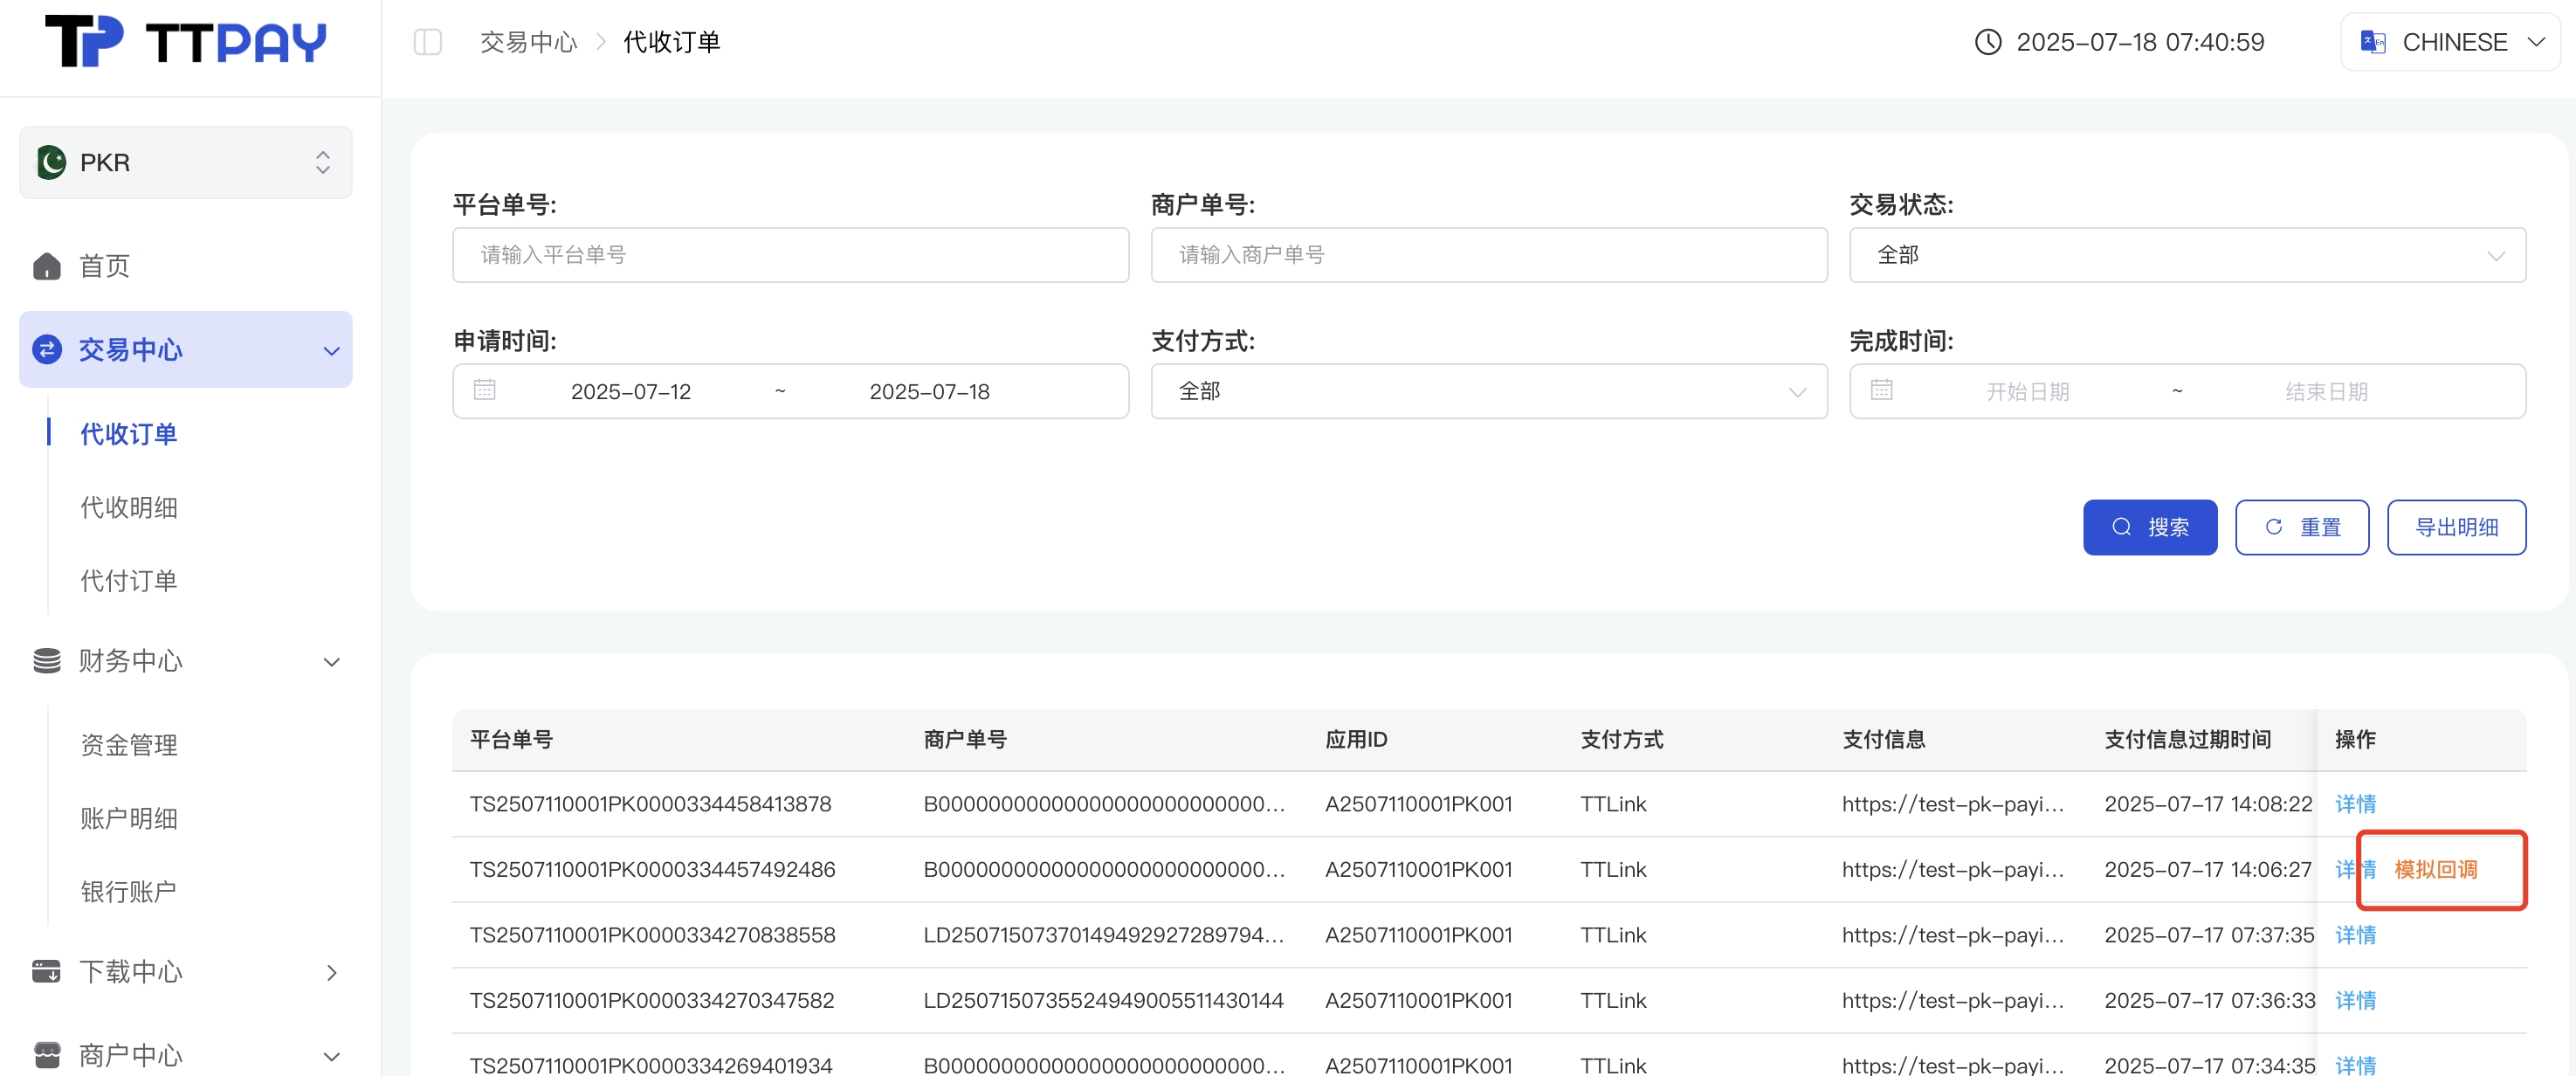 TP TTPAY
交易中心 > 代收订单
2025-07-18 07:40:59
CHINESE
PKR
首页
交易中心
代收订单
代收明细
代付订单
财务中心
资金管理
账户明细
银行账户
下载中心
商户中心
平台单号: 商户单号: 交易状态:
请输入平台单号 请输入商户单号 全部
申请时间: 支付方式: 完成时间:
2025-07-12 ~ 2025-07-18 全部 开始日期 ~ 结束日期
搜索 重置 导出明细
平台单号 商户单号 应用ID 支付方式 支付信息 支付信息过期时间 操作
TS2507110001PK0000334458413878 B00000000000000000000000000... A2507110001PK001 TTLink https://test-pk-payi... 2025-07-17 14:08:22 详情
TS2507110001PK0000334457492486 B00000000000000000000000000... A2507110001PK001 TTLink https://test-pk-payi... 2025-07-17 14:06:27 详情 模拟回调
TS2507110001PK0000334270838558 LD25071507370149492927289794... A2507110001PK001 TTLink https://test-pk-payi... 2025-07-17 07:37:35 详情
TS2507110001PK0000334270347582 LD25071507355249490055114​30144 A2507110001PK001 TTLink https://test-pk-payi... 2025-07-17 07:36:33 详情
TS2507110001PK0000334269401934 B00000000000000000000000000... A2507110001PK001 TTLink https://test-pk-payi... 2025-07-17 07:34:35 详情